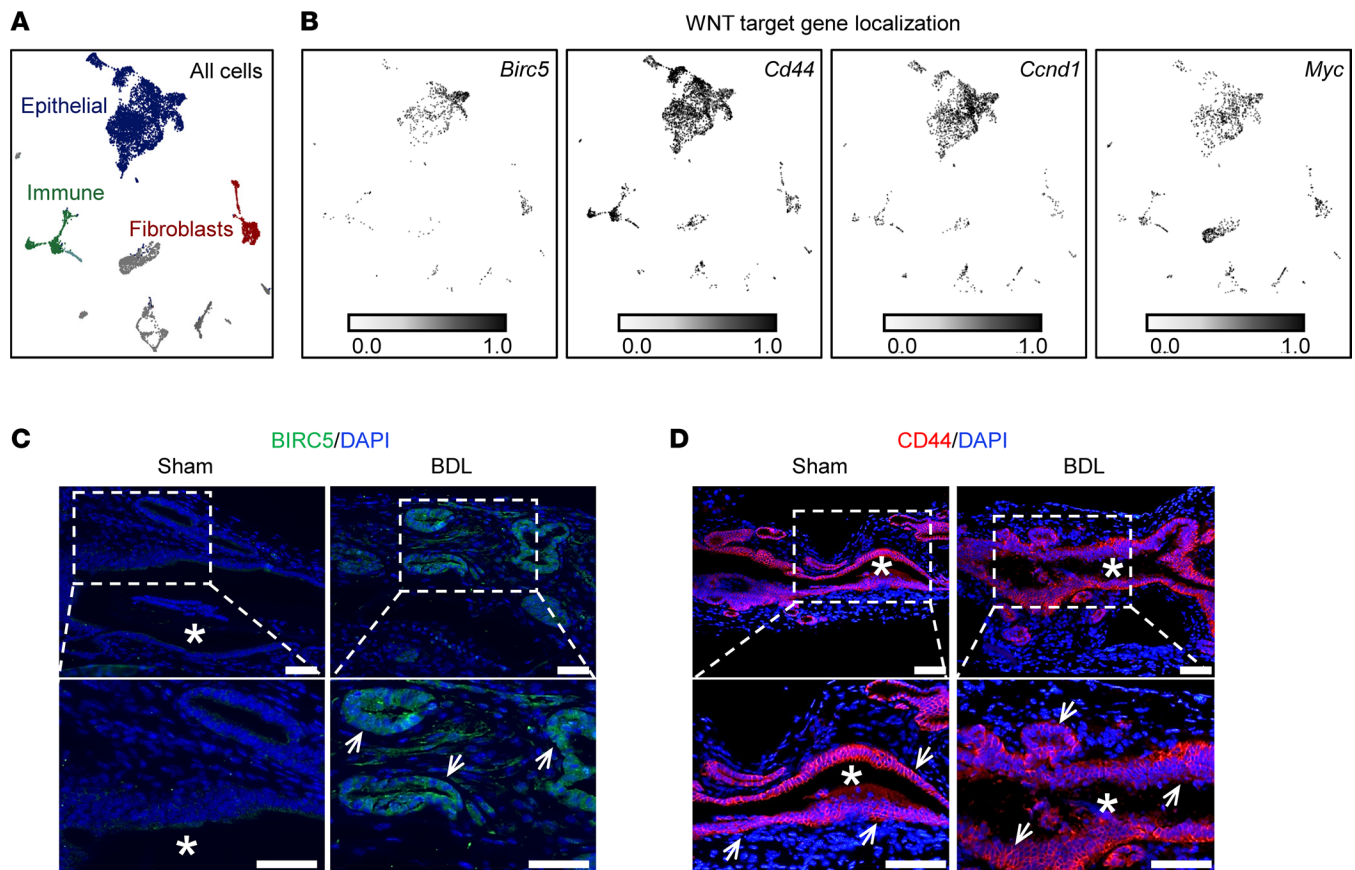 A
B
WNT target gene localization
All cells
Epithelial
Immune
Fibroblasts
Birc5
0.0 1.0
Cd44
0.0 1.0
Ccnd1
0.0 1.0
Myc
0.0 1.0
C
BIRC5/DAPI
Sham BDL
*
*
D
CD44/DAPI
Sham BDL
* *
* *